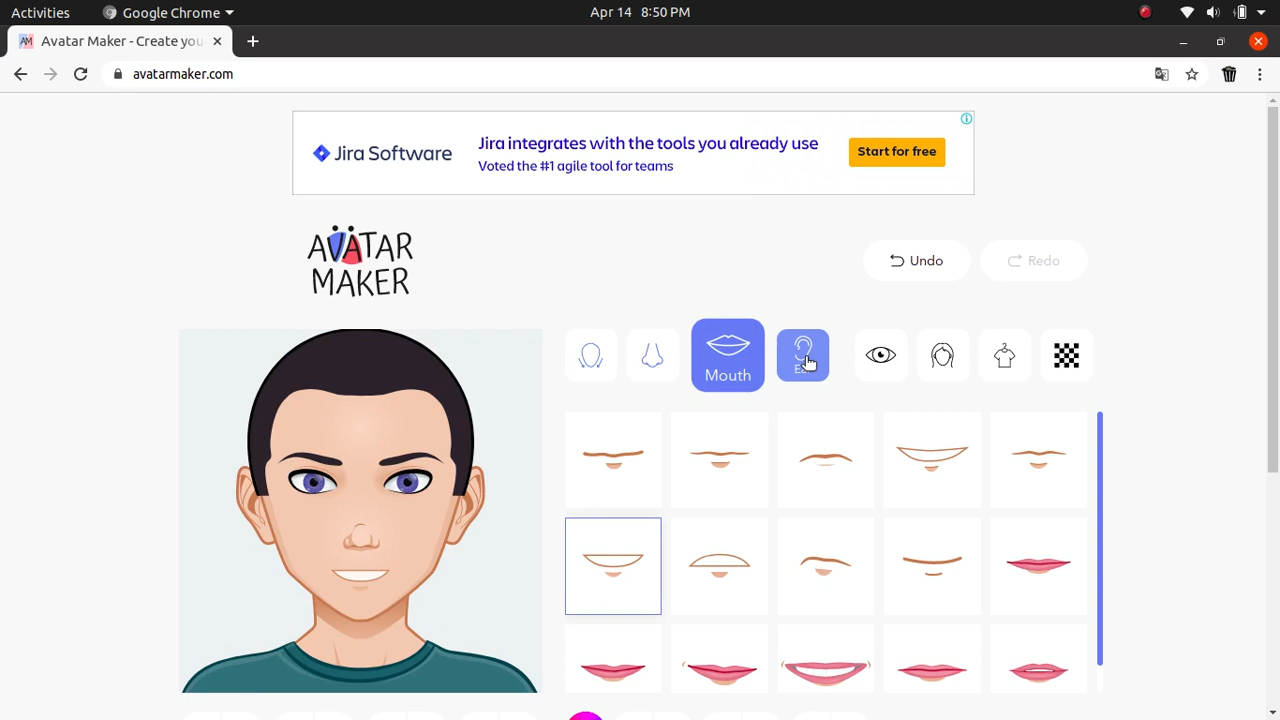 Activities
Google Chrome
Apr 14 8:50 PM
AM
Avatar Maker - Create you
avatarmaker.com
Jira Software
Jira integrates with the tools you already use
Voted the #1 agile tool for teams
Start for free
AVATAR
MAKER
Undo
Redo
Mouth